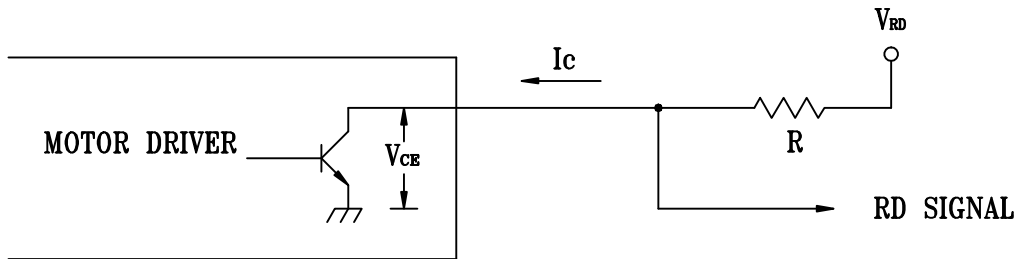 VRD
Ic
MOTOR DRIVER
VCE
R
RD SIGNAL